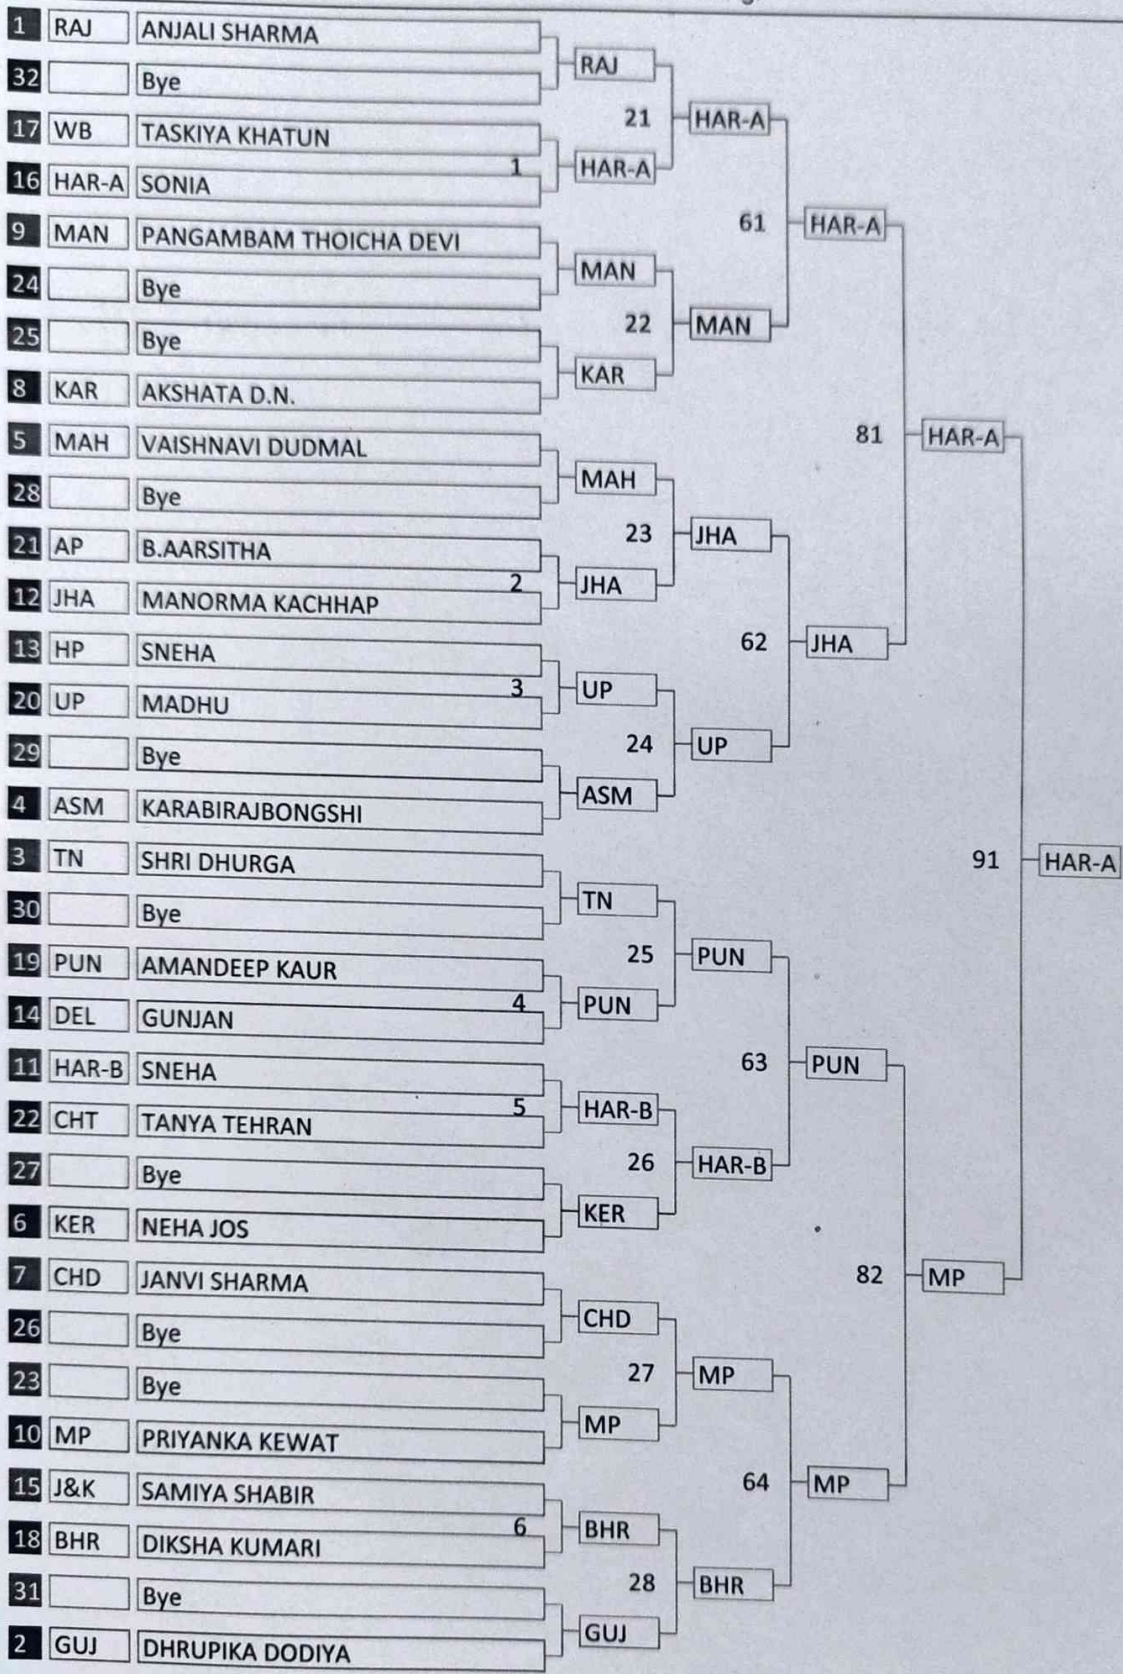 1 RAJ ANJALI SHARMA
RAJ
32 Bye
21 HAR-A
17 WB TASKIYA KHATUN
1 HAR-A
16 HAR-A SONIA
61 HAR-A
9 MAN PANGAMBAM THOICHA DEVI
MAN
24 Bye
22 MAN
25 Bye
KAR
8 KAR AKSHATA D.N.
81 HAR-A
5 MAH VAISHNAVI DUDMAL
MAH
28 Bye
23 JHA
21 AP B.AARSITHA
2 JHA
12 JHA MANORMA KACHHAP
62 JHA
13 HP SNEHA
3 UP
20 UP MADHU
24 UP
29 Bye
ASM
4 ASM KARABIRAJBONGSHI
91 HAR-A
3 TN SHRI DHURGA
TN
30 Bye
25 PUN
19 PUN AMANDEEP KAUR
4 PUN
14 DEL GUNJAN
63 PUN
11 HAR-B SNEHA
5 HAR-B
22 CHT TANYA TEHRAN
26 HAR-B
27 Bye
KER
6 KER NEHA JOS
82 MP
7 CHD JANVI SHARMA
CHD
26 Bye
27 MP
23 Bye
MP
10 MP PRIYANKA KEWAT
64 MP
15 J&K SAMIYA SHABIR
6 BHR
18 BHR DIKSHA KUMARI
28 BHR
31 Bye
GUJ
2 GUJ DHRUPIKA DODIYA